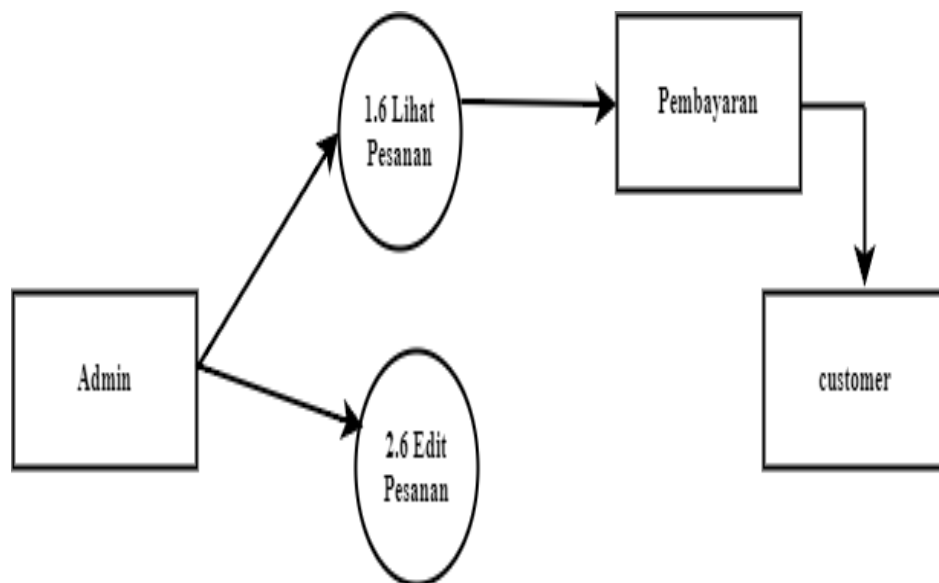 1.6 Lihat
Pesanan
Pembayaran
Admin
customer
2.6 Edit
Pesanan